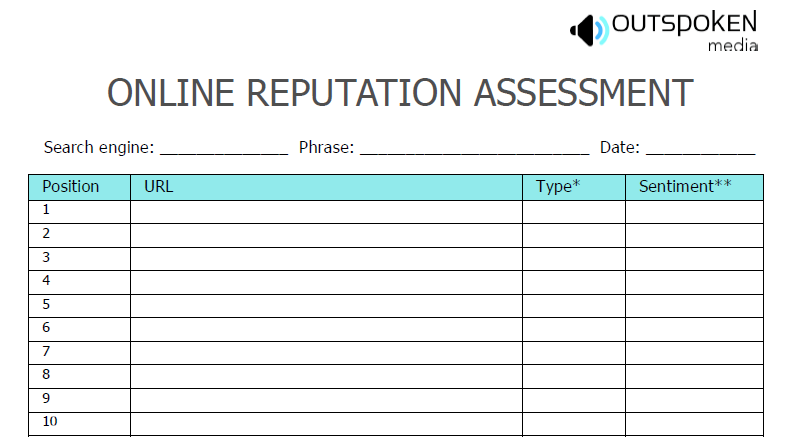 OUTSPOKEN
media
ONLINE REPUTATION ASSESSMENT
Search engine: ______________ Phrase: _________________________ Date: ____________
Position URL Type* Sentiment**
1
2
3
4
5
6
7
8
9
10